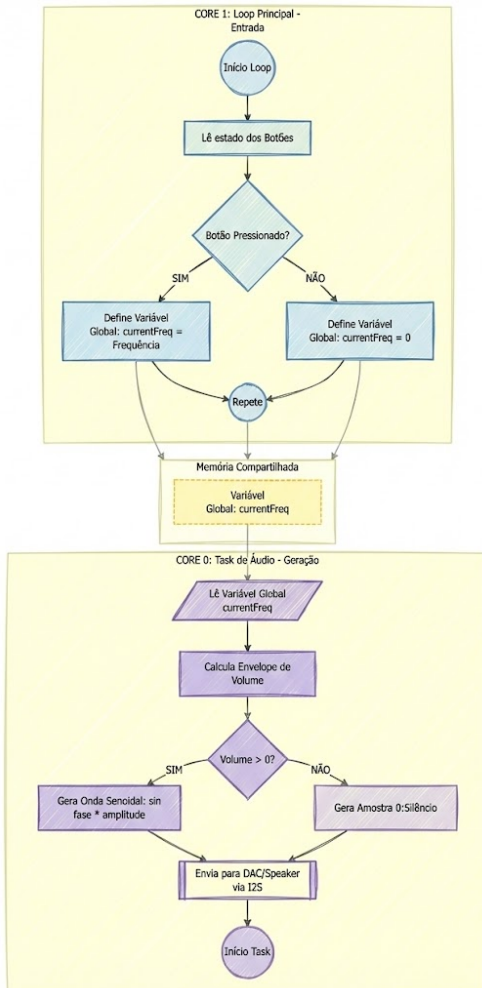 CORE 1: Loop Principal -
Entrada
Início Loop
Lê estado dos Botões
Botão Pressionado?
SIM
NÃO
Define Variável
Global: currentFreq =
Frequência
Define Variável
Global: currentFreq = 0
Repete
Memória Compartilhada
Variável
Global: currentFreq
CORE 0: Task de Áudio - Geração
Lê Variável Global
currentFreq
Calcula Envelope de
Volume
Volume > 0?
SIM
NÃO
Gera Onda Senoidal: sin
fase * amplitude
Gera Amostra 0:Silêncio
Envia para DAC/Speaker
via I2S
Início Task